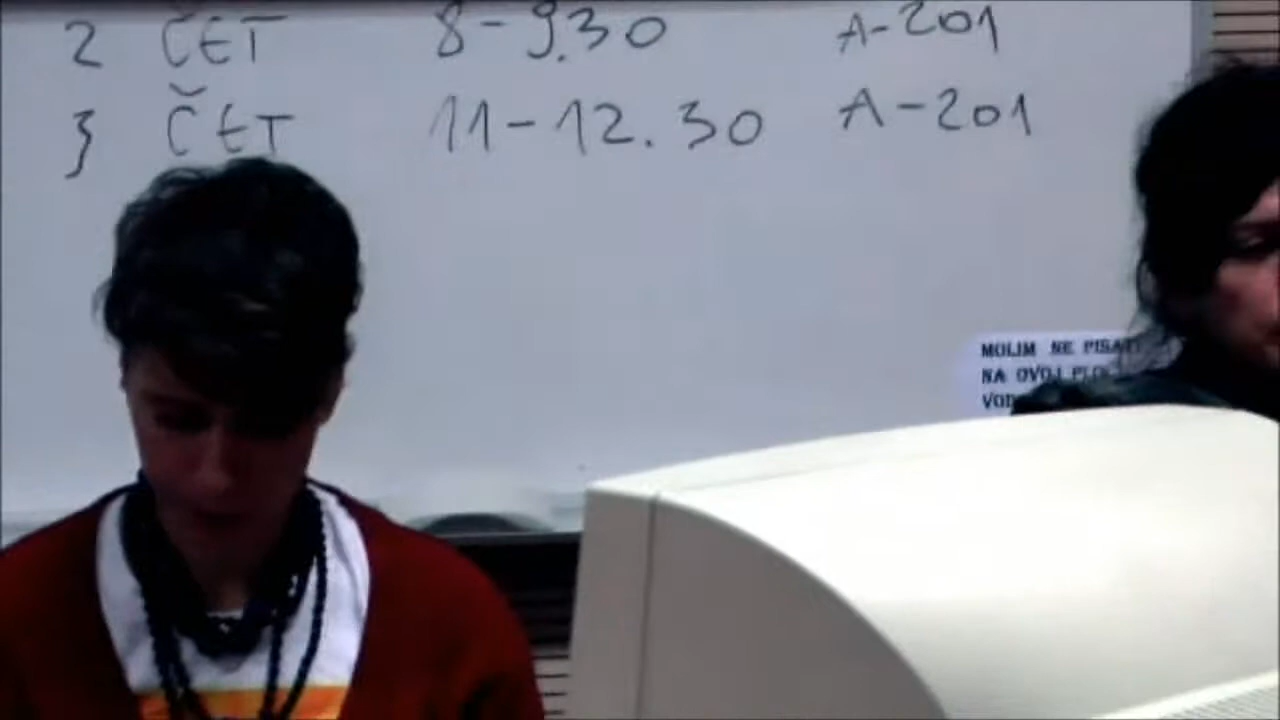 2 ČET 8-9.30 A-201
3 ČET 11-12.30 A-201
MOLIM NE PISATI
NA OVOJ